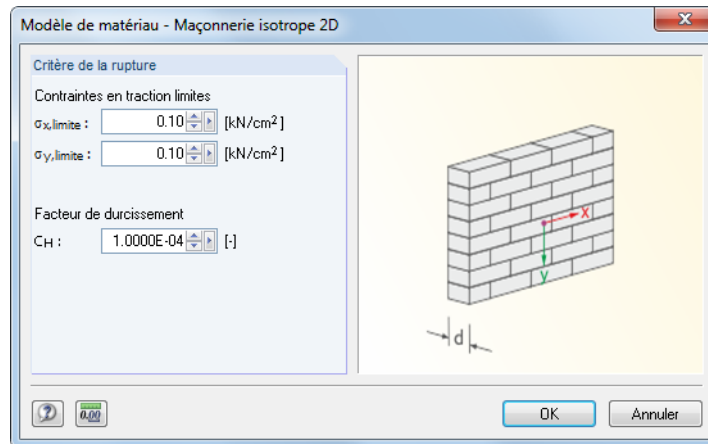 Modèle de matériau - Maçonnerie isotrope 2D
Critère de la rupture
Contraintes en traction limites
σx,limite : 0.10 [kN/cm²]
σy,limite : 0.10 [kN/cm²]
Facteur de durcissement
CH : 1.0000E-04 [-]
x
y
d
0.00
OK
Annuler